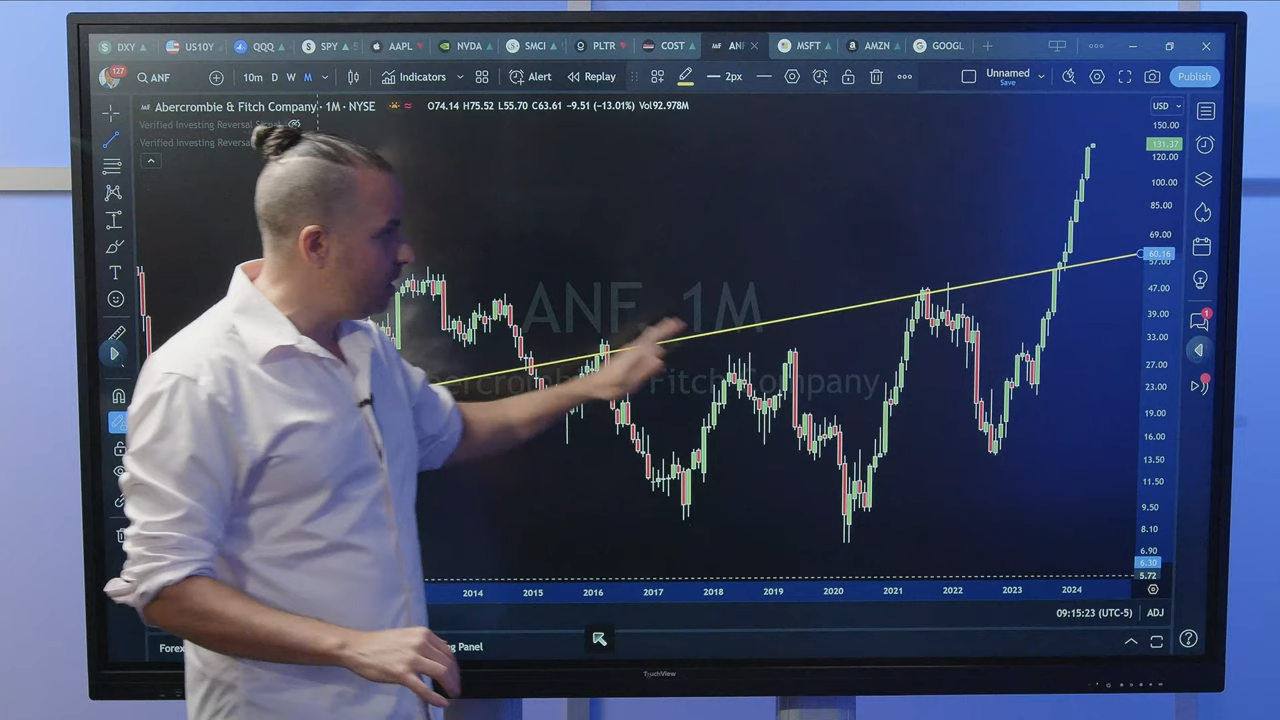 DXY US10Y QQQ SPY AAPL NVDA SMCI PLTR COST ANF MSFT AMZN GOOGL
127 ANF 10m D W M Indicators Alert Replay 2px Unnamed Save Publish
Abercrombie & Fitch Company · 1M · NYSE O74.14 H75.52 L55.70 C63.61 −9.51 (−13.01%) Vol92.978M USD
Verified Investing Reversal
Verified Investing Reversa
150.00
131.37
120.00
100.00
85.00
69.00
60.16
57.00
47.00
39.00
33.00
27.00
23.00
19.00
16.00
13.50
11.50
9.50
8.10
6.90
6.30
5.72
ANF, 1M
Fitch Company
1
2014 2015 2016 2017 2018 2019 2020 2021 2022 2023 2024
09:15:23 (UTC-5) ADJ
Forex
Panel
TouchView